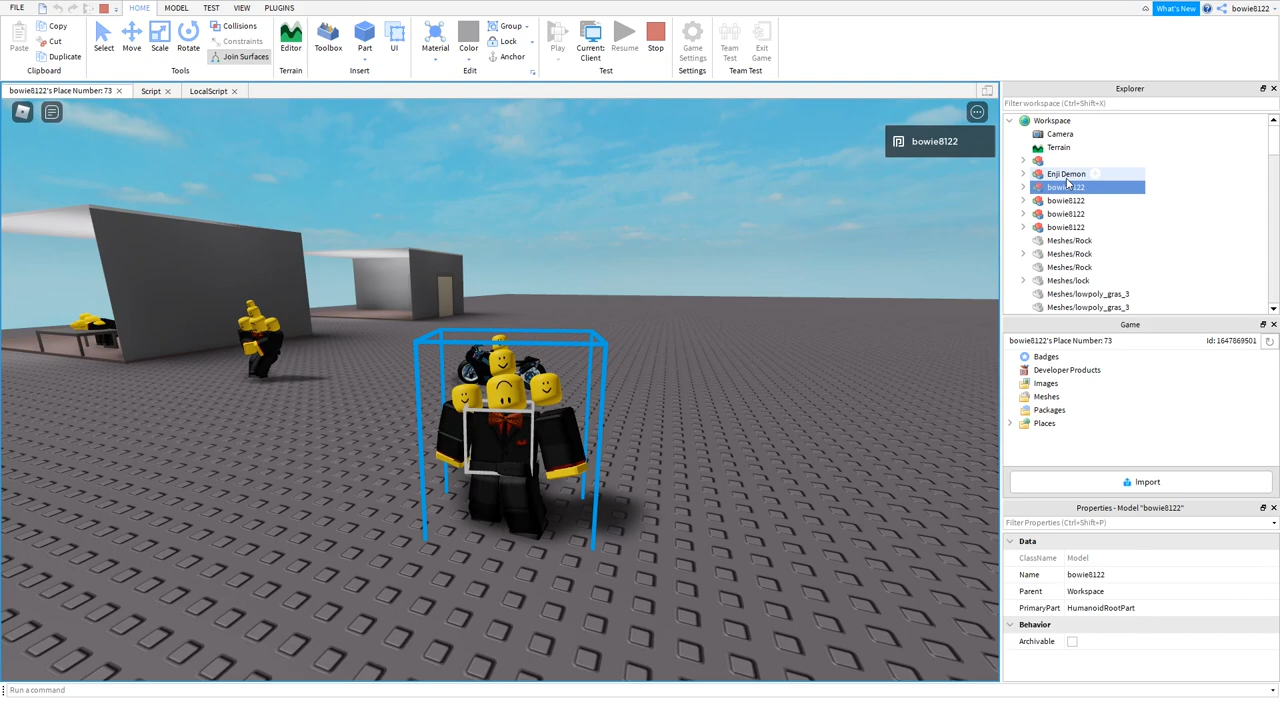 FILE HOME MODEL TEST VIEW PLUGINS What's New bowie8122
Paste Copy Cut Duplicate Select Move Scale Rotate Collisions Constraints Join Surfaces Editor Toolbox Part UI Material Color Group Lock Anchor Play Current: Client Resume Stop Game Settings Team Test Exit Game
Clipboard Tools Terrain Insert Edit Test Settings Team Test
bowie8122's Place Number: 73 Script LocalScript
bowie8122
Explorer
Filter workspace (Ctrl+Shift+X)
Workspace
Camera
Terrain
Enji Demon
bowie8122
bowie8122
bowie8122
Meshes/Rock
Meshes/Rock
Meshes/Rock
Meshes/lock
Meshes/lowpoly_gras_3
Meshes/lowpoly_gras_3
Game
bowie8122's Place Number: 73 Id: 1647869501
Badges
Developer Products
Images
Meshes
Packages
Places
Import
Properties - Model "bowie8122"
Filter Properties (Ctrl+Shift+P)
Data
ClassName Model
Name bowie8122
Parent Workspace
PrimaryPart HumanoidRootPart
Behavior
Archivable
Run a command